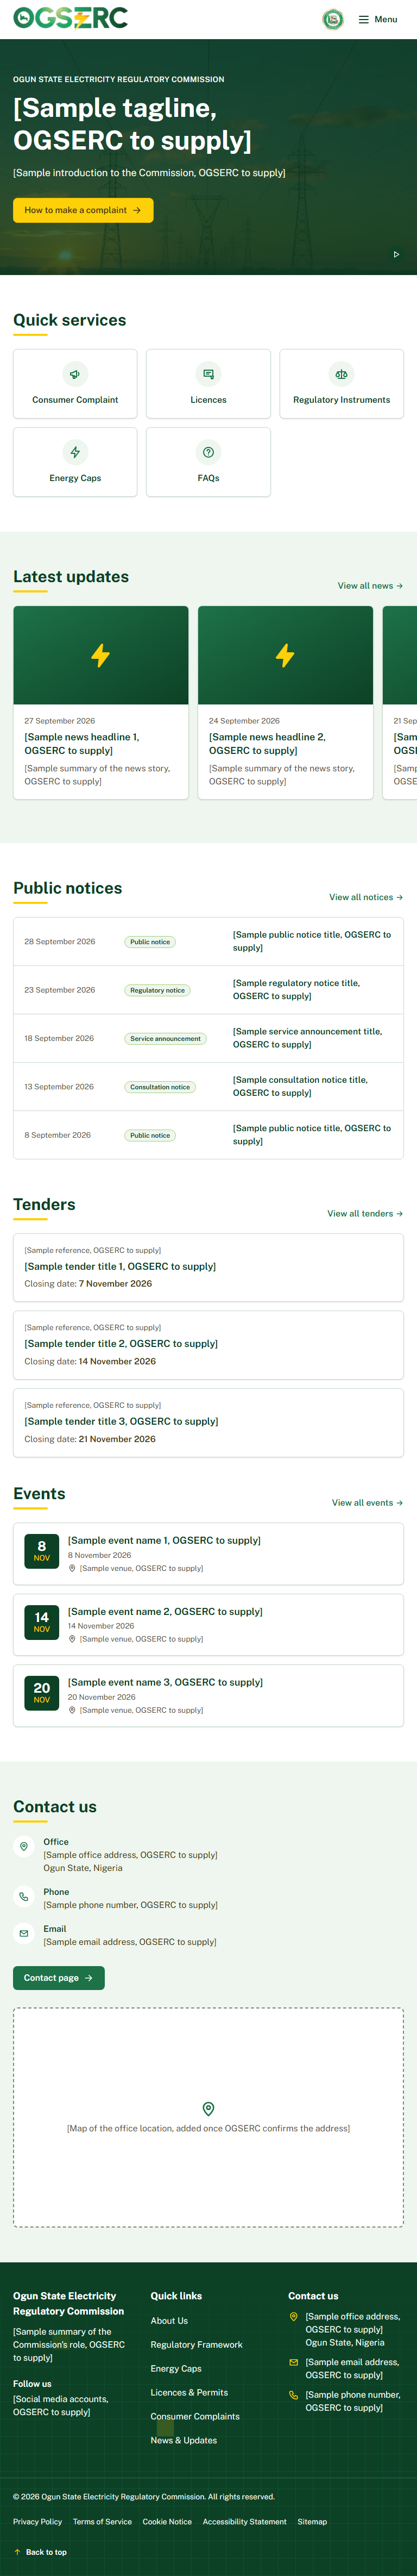 OGSERC
Menu
OGUN STATE ELECTRICITY REGULATORY COMMISSION
[Sample tagline,
OGSERC to supply]
[Sample introduction to the Commission, OGSERC to supply]
How to make a complaint
Quick services
Consumer Complaint
Licences
Regulatory Instruments
Energy Caps
FAQs
Latest updates
View all news
27 September 2026
[Sample news headline 1,
OGSERC to supply]
[Sample summary of the news story,
OGSERC to supply]
24 September 2026
[Sample news headline 2,
OGSERC to supply]
[Sample summary of the news story,
OGSERC to supply]
21 Sep
[Sam
OGSE
[Samp
OGSE
Public notices
View all notices
28 September 2026
Public notice
[Sample public notice title, OGSERC to
supply]
23 September 2026
Regulatory notice
[Sample regulatory notice title,
OGSERC to supply]
18 September 2026
Service announcement
[Sample service announcement title,
OGSERC to supply]
13 September 2026
Consultation notice
[Sample consultation notice title,
OGSERC to supply]
8 September 2026
Public notice
[Sample public notice title, OGSERC to
supply]
Tenders
View all tenders
[Sample reference, OGSERC to supply]
[Sample tender title 1, OGSERC to supply]
Closing date: 7 November 2026
[Sample reference, OGSERC to supply]
[Sample tender title 2, OGSERC to supply]
Closing date: 14 November 2026
[Sample reference, OGSERC to supply]
[Sample tender title 3, OGSERC to supply]
Closing date: 21 November 2026
Events
View all events
8
NOV
[Sample event name 1, OGSERC to supply]
8 November 2026
[Sample venue, OGSERC to supply]
14
NOV
[Sample event name 2, OGSERC to supply]
14 November 2026
[Sample venue, OGSERC to supply]
20
NOV
[Sample event name 3, OGSERC to supply]
20 November 2026
[Sample venue, OGSERC to supply]
Contact us
Office
[Sample office address, OGSERC to supply]
Ogun State, Nigeria
Phone
[Sample phone number, OGSERC to supply]
Email
[Sample email address, OGSERC to supply]
Contact page
[Map of the office location, added once OGSERC confirms the address]
Ogun State Electricity
Regulatory Commission
[Sample summary of the
Commission's role, OGSERC
to supply]
Follow us
[Social media accounts,
OGSERC to supply]
Quick links
About Us
Regulatory Framework
Energy Caps
Licences & Permits
Consumer Complaints
News & Updates
Contact us
[Sample office address,
OGSERC to supply]
Ogun State, Nigeria
[Sample email address,
OGSERC to supply]
[Sample phone number,
OGSERC to supply]
© 2026 Ogun State Electricity Regulatory Commission. All rights reserved.
Privacy Policy
Terms of Service
Cookie Notice
Accessibility Statement
Sitemap
Back to top